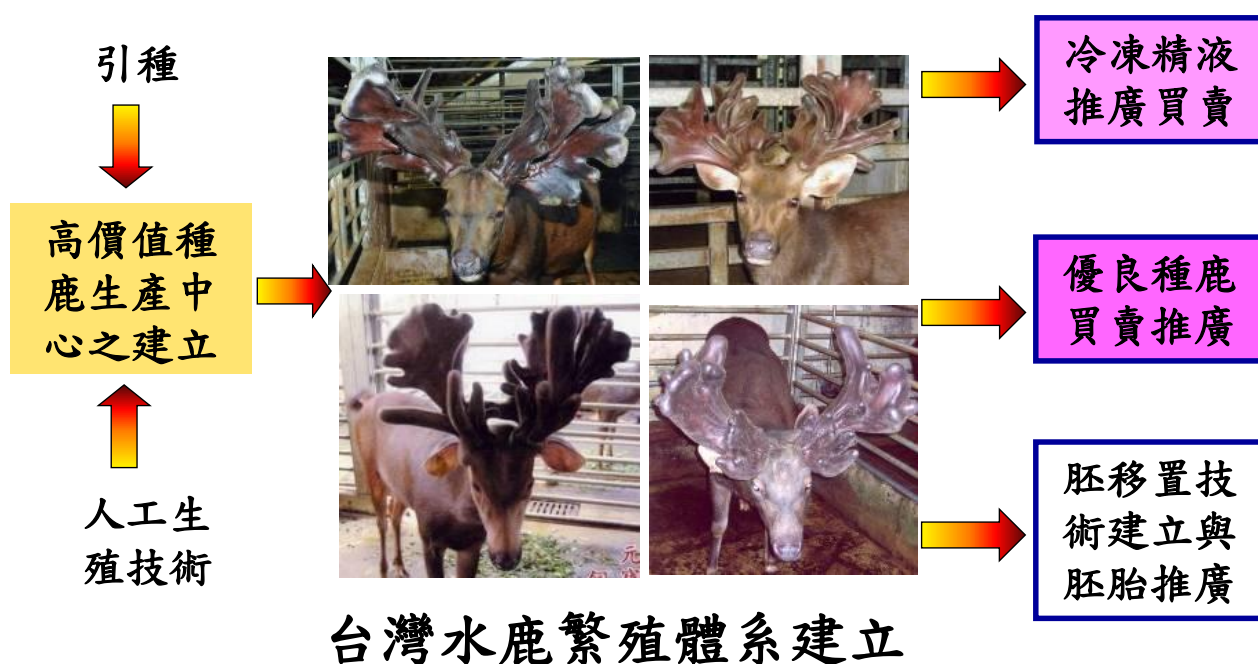 引種
高價值種
鹿生產中
心之建立
人工生
殖技術
冷凍精液
推廣買賣
優良種鹿
買賣推廣
胚移置技
術建立與
胚胎推廣
台灣水鹿繁殖體系建立